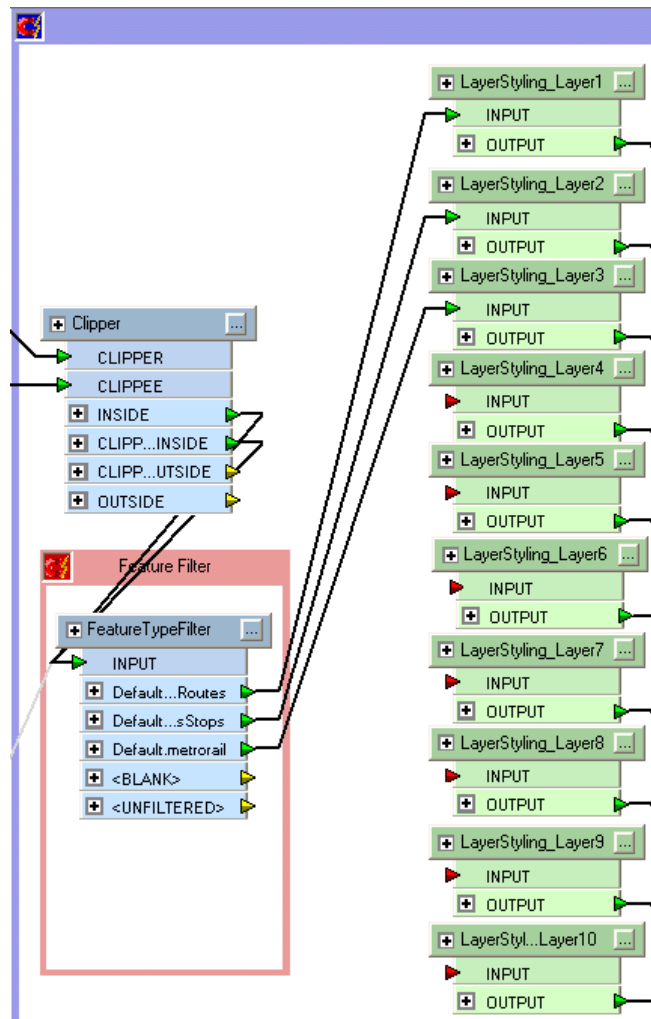 Clipper
...
CLIPPER
CLIPPEE
INSIDE
CLIPP...INSIDE
CLIPP...UTSIDE
OUTSIDE
Feature Filter
FeatureTypeFilter
...
INPUT
Default...Routes
Default...sStops
Default.metrorail
<BLANK>
<UNFILTERED>
LayerStyling_Layer1
...
INPUT
OUTPUT
LayerStyling_Layer2
...
INPUT
OUTPUT
LayerStyling_Layer3
...
INPUT
OUTPUT
LayerStyling_Layer4
...
INPUT
OUTPUT
LayerStyling_Layer5
...
INPUT
OUTPUT
LayerStyling_Layer6
...
INPUT
OUTPUT
LayerStyling_Layer7
...
INPUT
OUTPUT
LayerStyling_Layer8
...
INPUT
OUTPUT
LayerStyling_Layer9
...
INPUT
OUTPUT
LayerStyl...Layer10
...
INPUT
OUTPUT